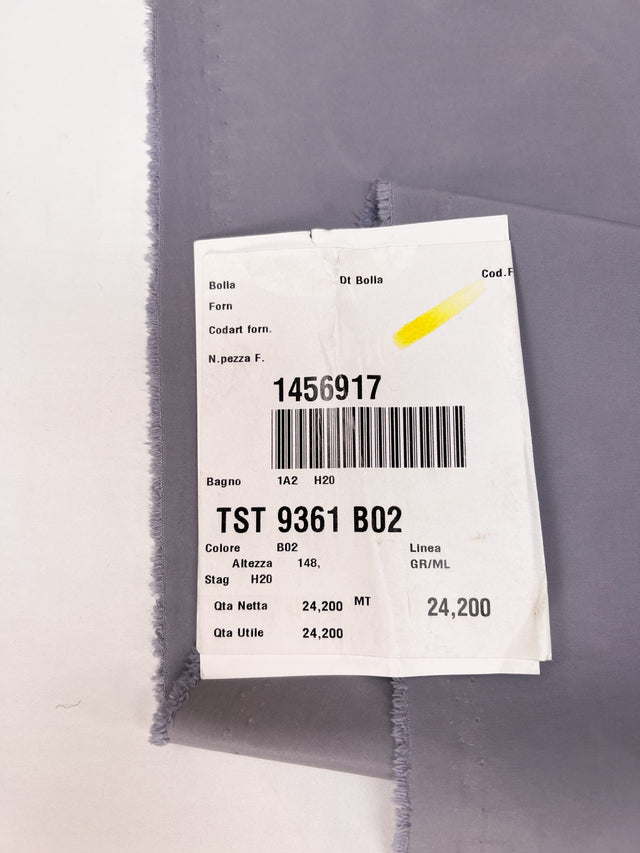 Bolla Dt Bolla Cod.F
Forn
Codart forn.
N.pezza F.
1456917
Bagno 1A2 H20
TST 9361 B02
Colore B02 Linea
Altezza 148, GR/ML
Stag H20
Qta Netta 24,200 MT 24,200
Qta Utile 24,200